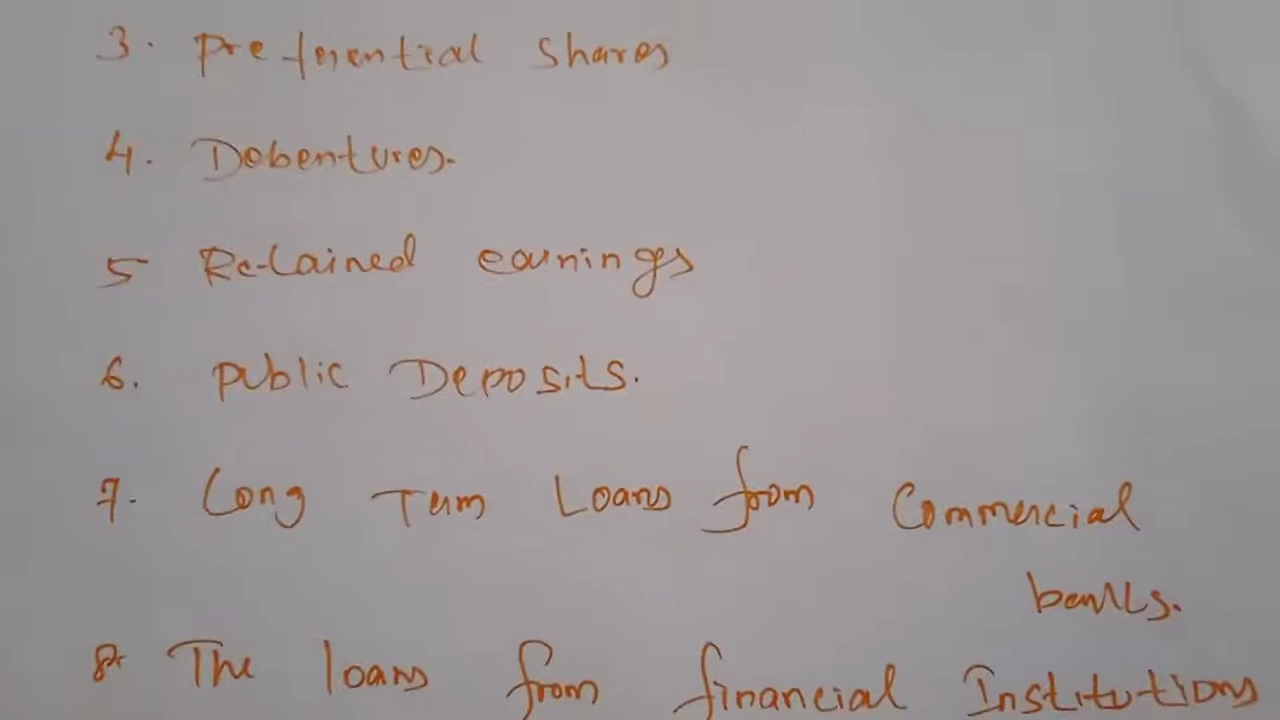 3. Preferential shares
4. Debentures.
5 Retained earnings
6. Public Deposits.
7. Long Term Loans from Commercial
banks.
8. The loans from financial Institutions